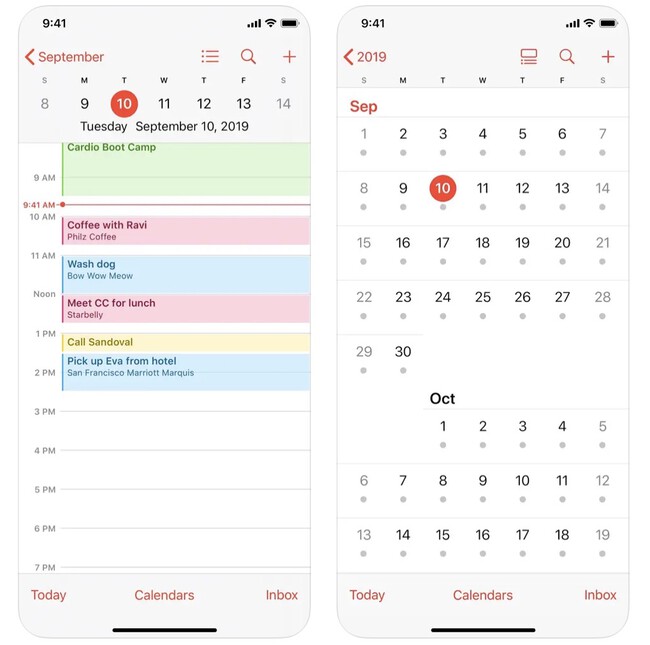 9:41
September
S M T W T F S
8 9 10 11 12 13 14
Tuesday September 10, 2019
Cardio Boot Camp
9 AM
9:41 AM
10 AM
Coffee with Ravi
Philz Coffee
11 AM
Wash dog
Bow Wow Meow
Noon
Meet CC for lunch
Starbelly
1 PM
Call Sandoval
Pick up Eva from hotel
2 PM San Francisco Marriott Marquis
3 PM
4 PM
5 PM
6 PM
7 PM
Today Calendars Inbox
9:41
2019
S M T W T F S
Sep
1 2 3 4 5 6 7
8 9 10 11 12 13 14
15 16 17 18 19 20 21
22 23 24 25 26 27 28
29 30
Oct
1 2 3 4 5
6 7 8 9 10 11 12
13 14 15 16 17 18 19
Today Calendars Inbox